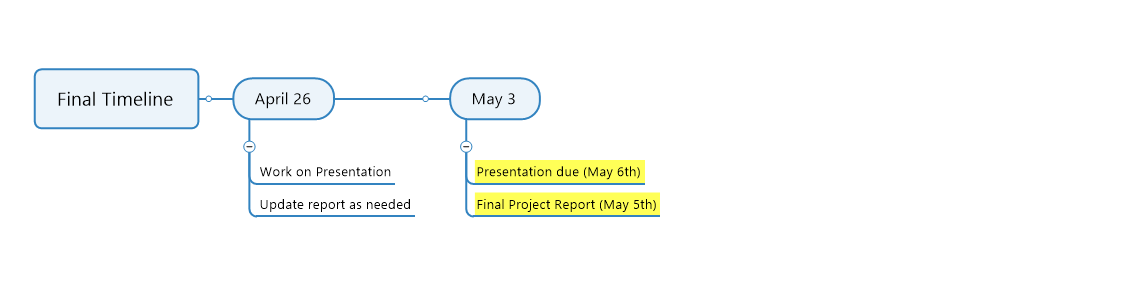 Final Timeline
April 26
May 3
Work on Presentation
Update report as needed
Presentation due (May 6th)
Final Project Report (May 5th)